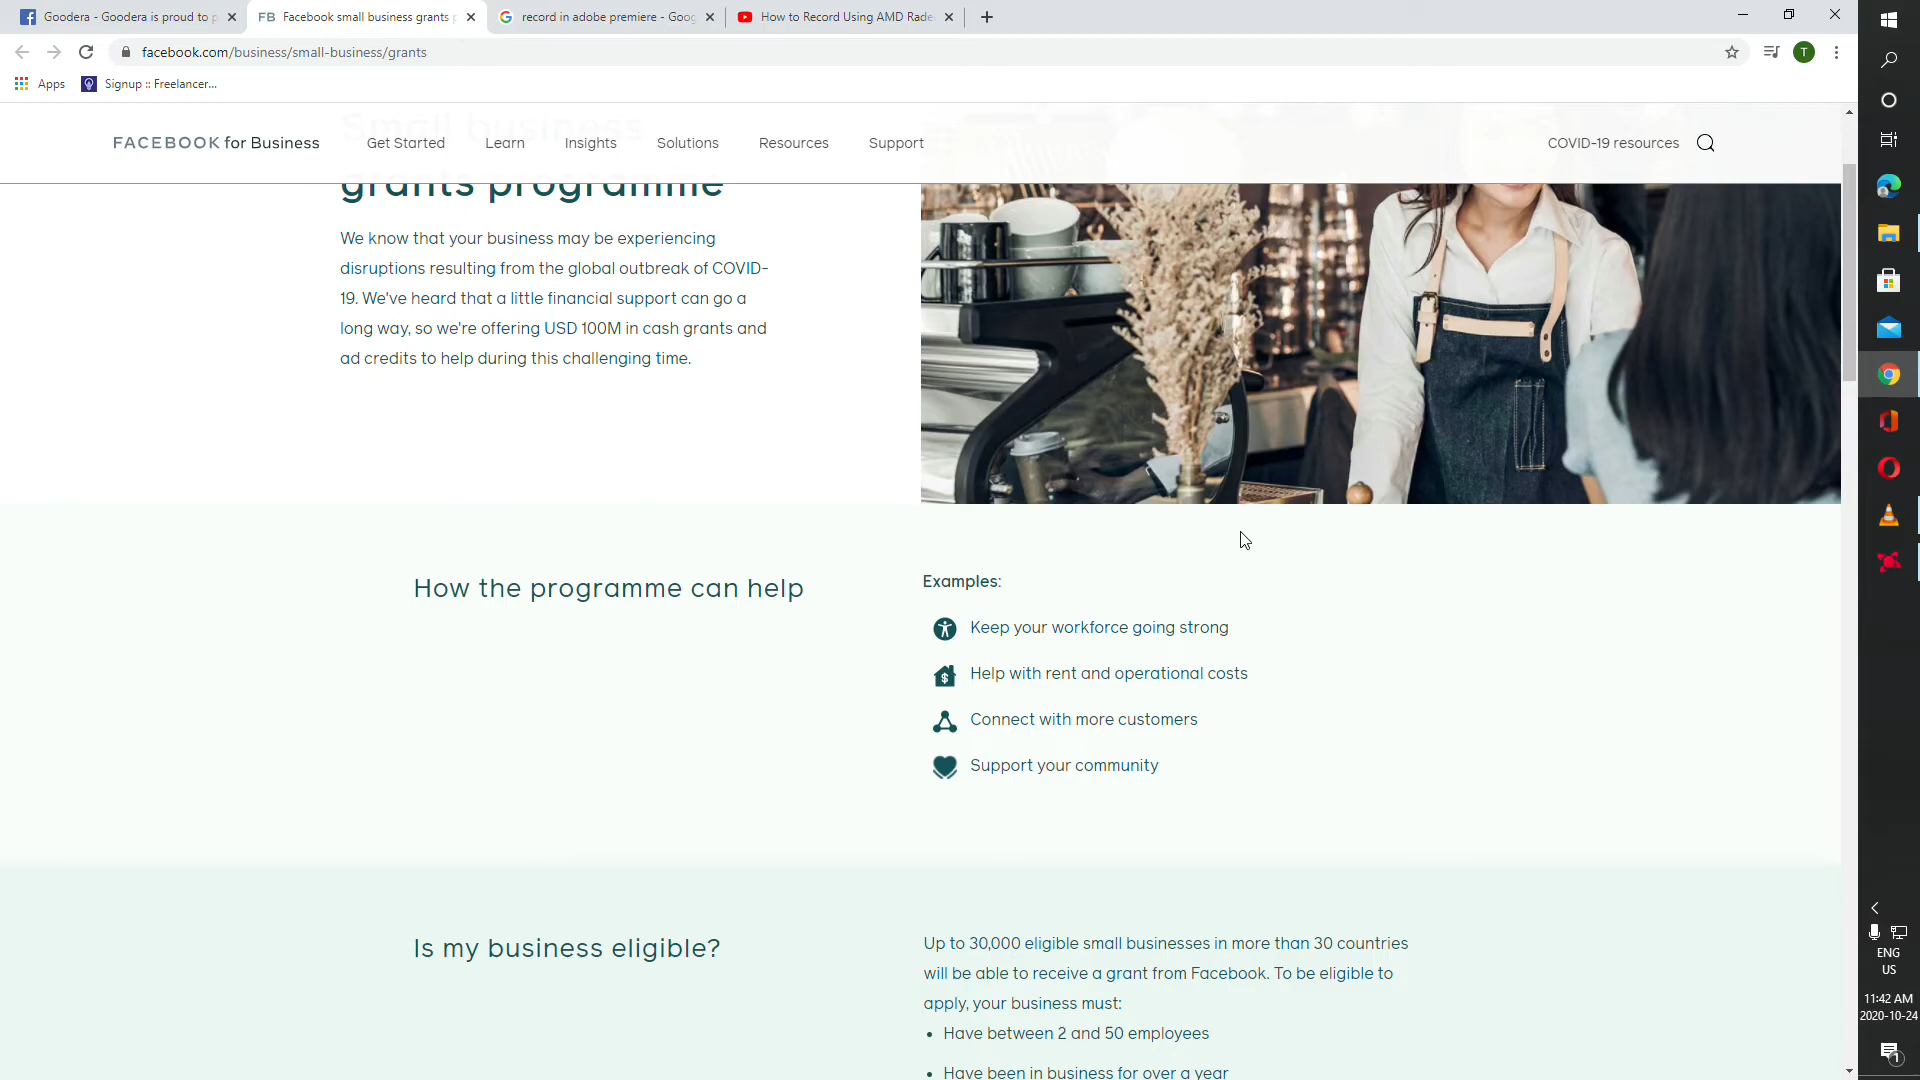 Goodera - Goodera is proud to p
Facebook small business grants p
record in adobe premiere - Goog
How to Record Using AMD Rade
facebook.com/business/small-business/grants
T
Apps
Signup :: Freelancer...
Small business
FACEBOOK for Business
Get Started
Learn
Insights
Solutions
Resources
Support
COVID-19 resources
grants programme
We know that your business may be experiencing
disruptions resulting from the global outbreak of COVID-
19. We've heard that a little financial support can go a
long way, so we're offering USD 100M in cash grants and
ad credits to help during this challenging time.
How the programme can help
Examples:
Keep your workforce going strong
Help with rent and operational costs
Connect with more customers
Support your community
Is my business eligible?
Up to 30,000 eligible small businesses in more than 30 countries
will be able to receive a grant from Facebook. To be eligible to
apply, your business must:
• Have between 2 and 50 employees
• Have been in business for over a year
ENG
US
11:42 AM
2020-10-24
1